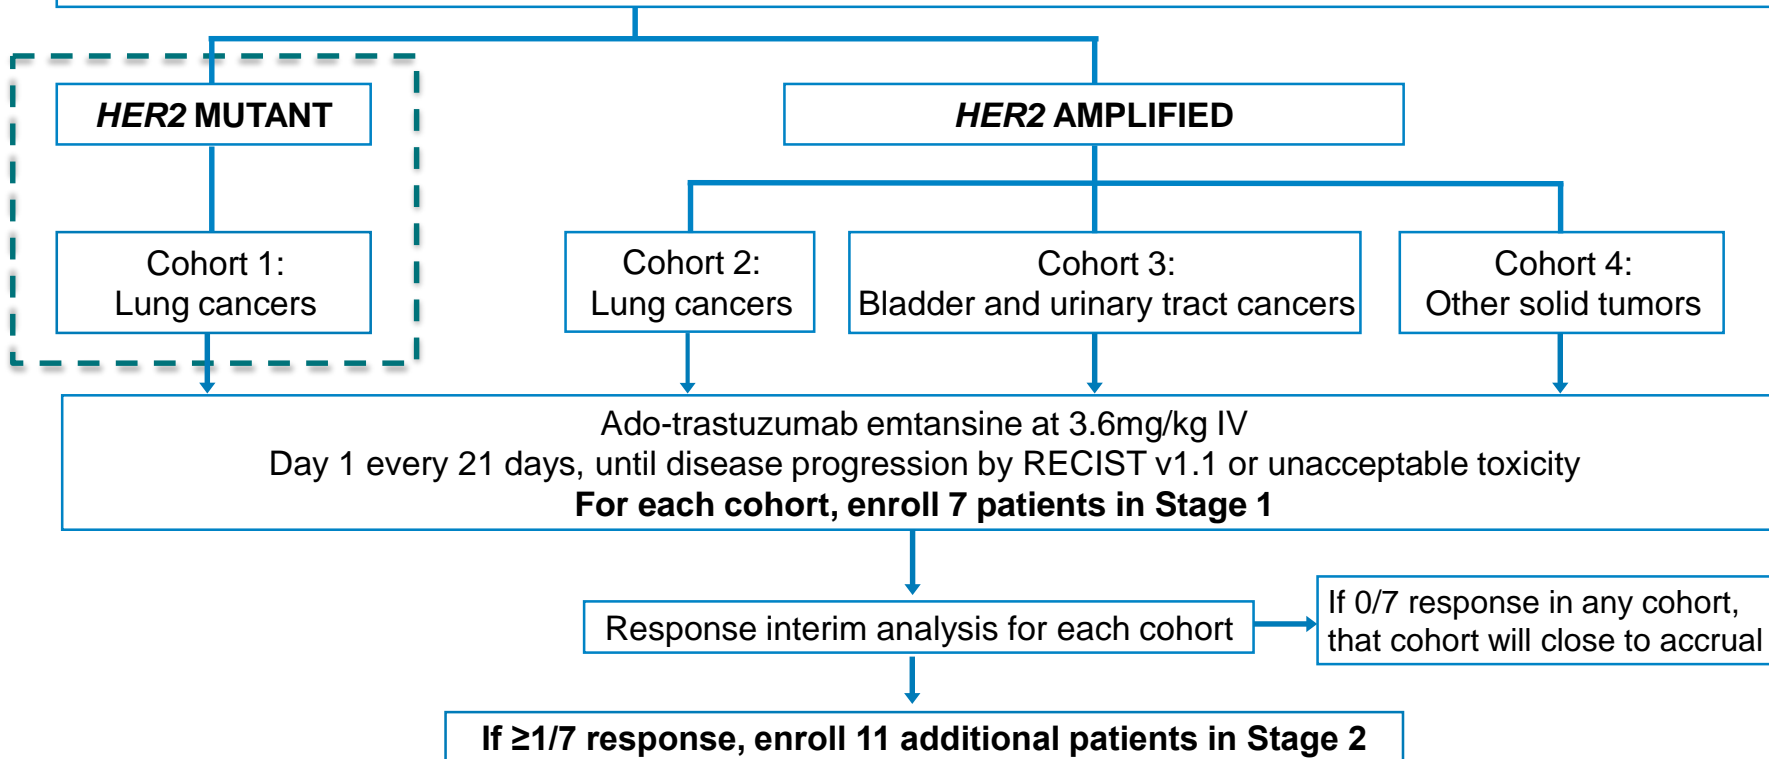 HER2 MUTANT
HER2 AMPLIFIED
Cohort 1:
Lung cancers
Cohort 2:
Lung cancers
Cohort 3:
Bladder and urinary tract cancers
Cohort 4:
Other solid tumors
Ado-trastuzumab emtansine at 3.6mg/kg IV
Day 1 every 21 days, until disease progression by RECIST v1.1 or unacceptable toxicity
For each cohort, enroll 7 patients in Stage 1
Response interim analysis for each cohort
If 0/7 response in any cohort,
that cohort will close to accrual
If ≥1/7 response, enroll 11 additional patients in Stage 2